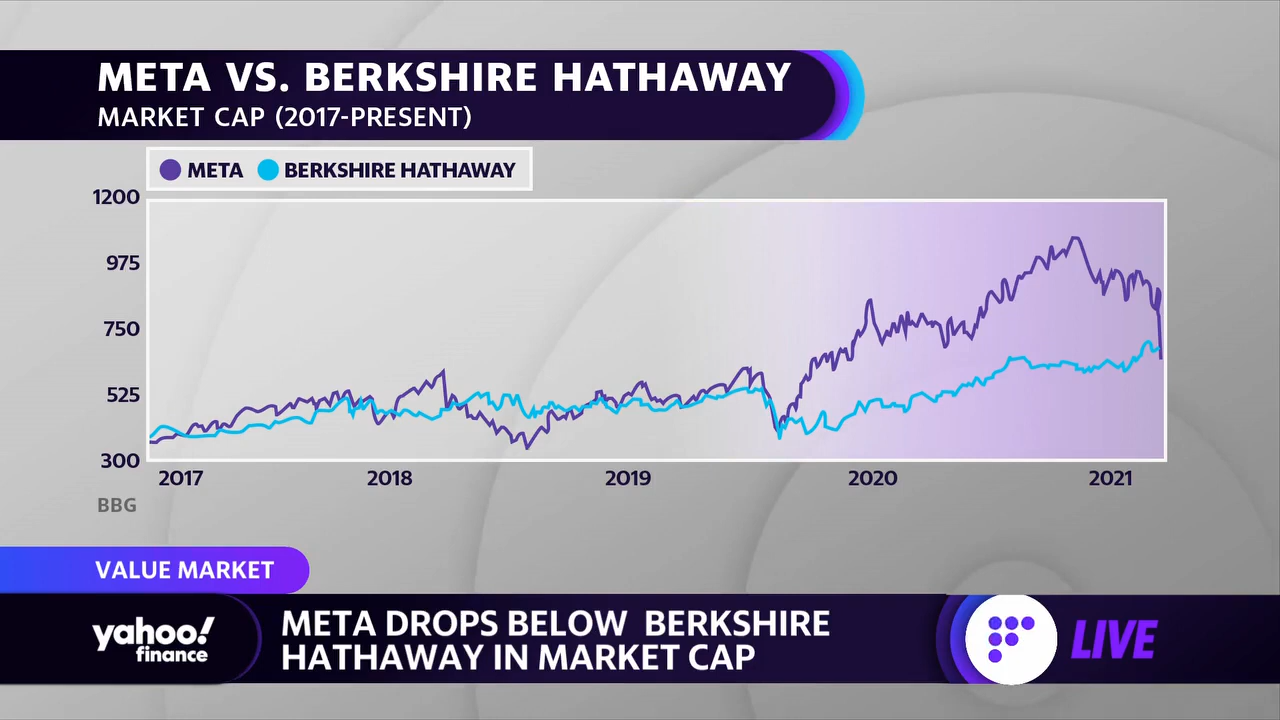 META VS. BERKSHIRE HATHAWAY
MARKET CAP (2017-PRESENT)
META BERKSHIRE HATHAWAY
1200
975
750
525
300
2017 2018 2019 2020 2021
BBG
VALUE MARKET
yahoo!
finance
META DROPS BELOW BERKSHIRE
HATHAWAY IN MARKET CAP
LIVE